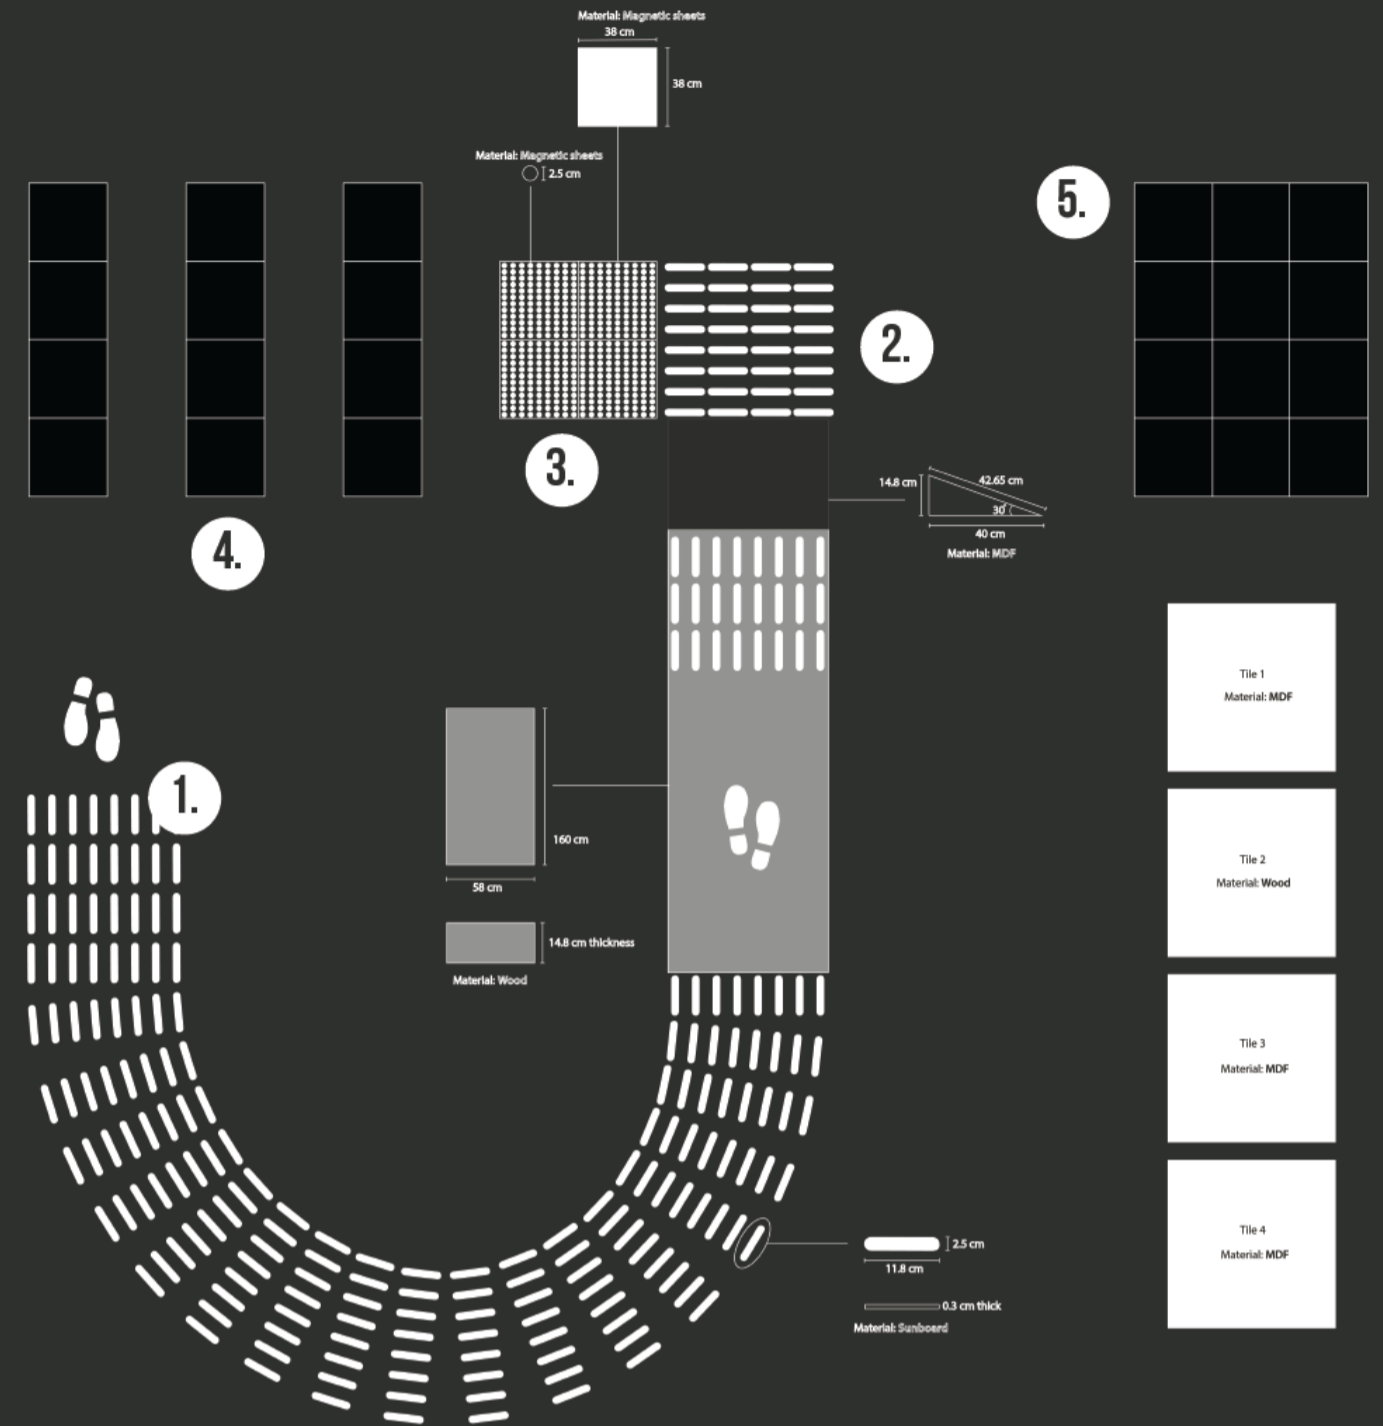 Material: Magnetic sheets
38 cm
38 cm
Material: Magnetic sheets
2.5 cm
5.
2.
3.
14.8 cm
42.65 cm
30°
40 cm
Material: MDF
4.
Tile 1
Material: MDF
1.
160 cm
58 cm
Tile 2
Material: Wood
14.8 cm thickness
Material: Wood
Tile 3
Material: MDF
2.5 cm
11.8 cm
Tile 4
Material: MDF
0.3 cm thick
Material: Sunboard